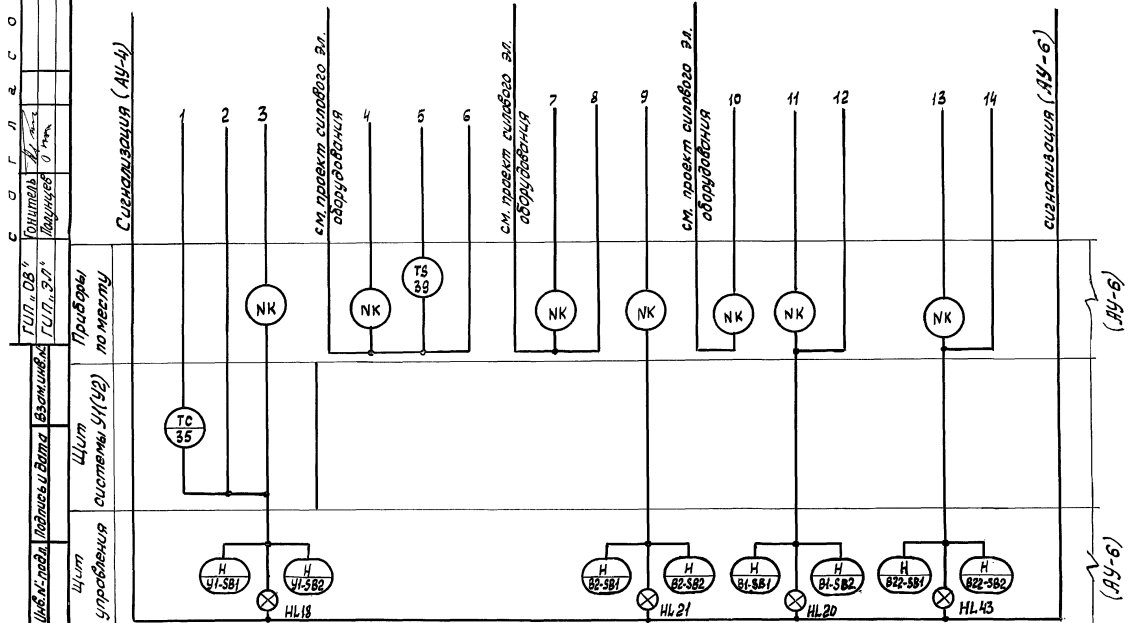 Согласо
ГИП „ОВ" Гонитель
ГИП „ЭЛ"
Инв.№подл. Подпись и дата Взам.инв.№
Сигнализация (АУ-4)
1
2
3
см. проект силового эл.
оборудования
4
5
6
см. проект силового эл.
оборудования
7
8
9
см. проект силового эл.
оборудования
10
11
12
13
14
сигнализация (АУ-6)
Приборы
по месту
NK
NK
TS
39
NK
NK
NK
NK
NK
(АУ-6)
Щит
системы У1(У2)
TC
35
Щит
управления
H
У1-SB1
H
У1-SB2
HL18
H
В2-SB1
H
В2-SB2
HL21
H
В1-SB1
H
В1-SB2
HL20
H
В22-SB1
H
В22-SB2
HL43
(АУ-6)